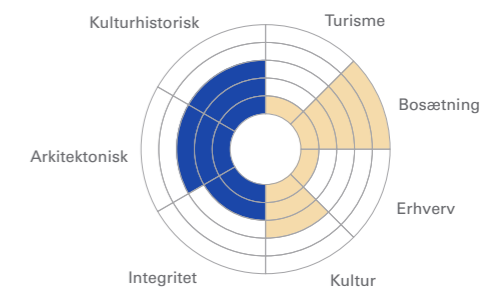 Kulturhistorisk
Turisme
Bosætning
Arkitektonisk
Erhverv
Integritet
Kultur